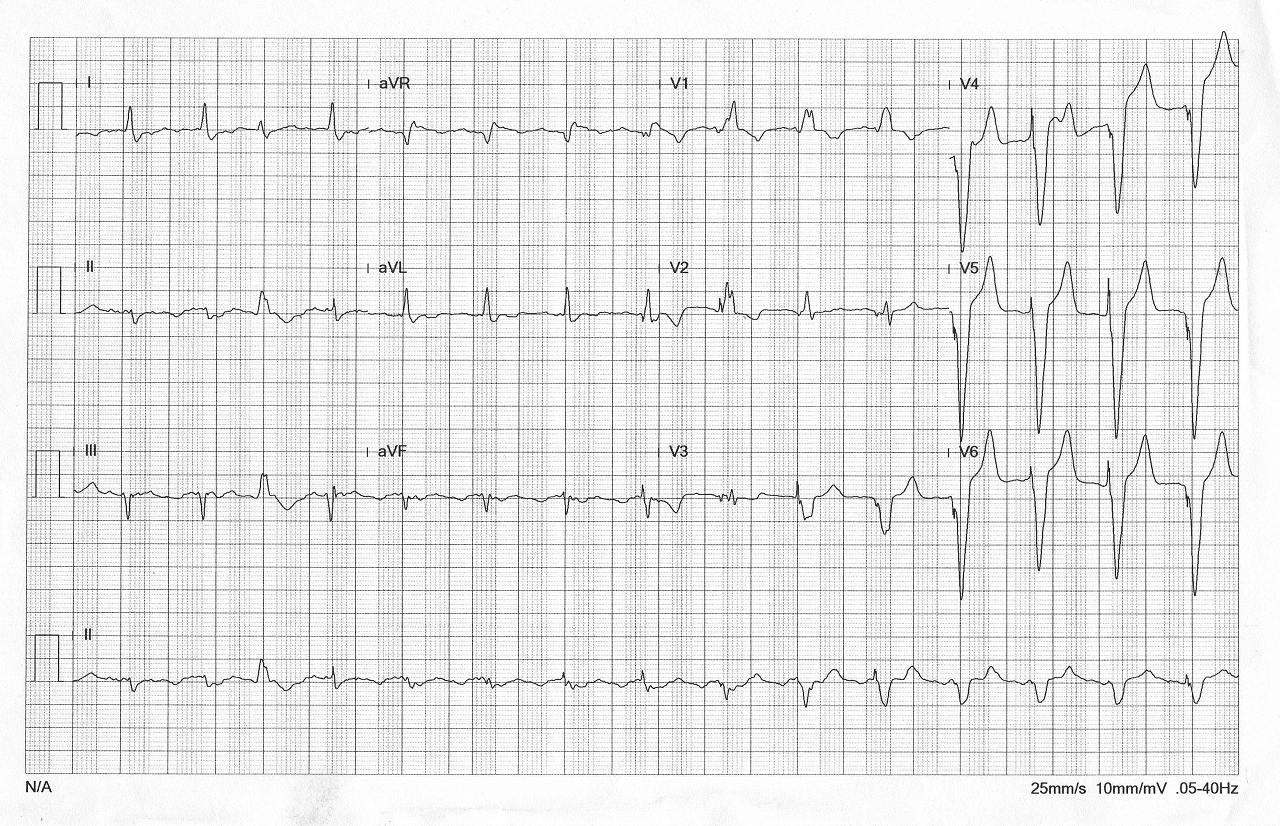 I aVR V1 V4
II aVL V2 V5
III aVF V3 V6
II
N/A 25mm/s 10mm/mV .05-40Hz